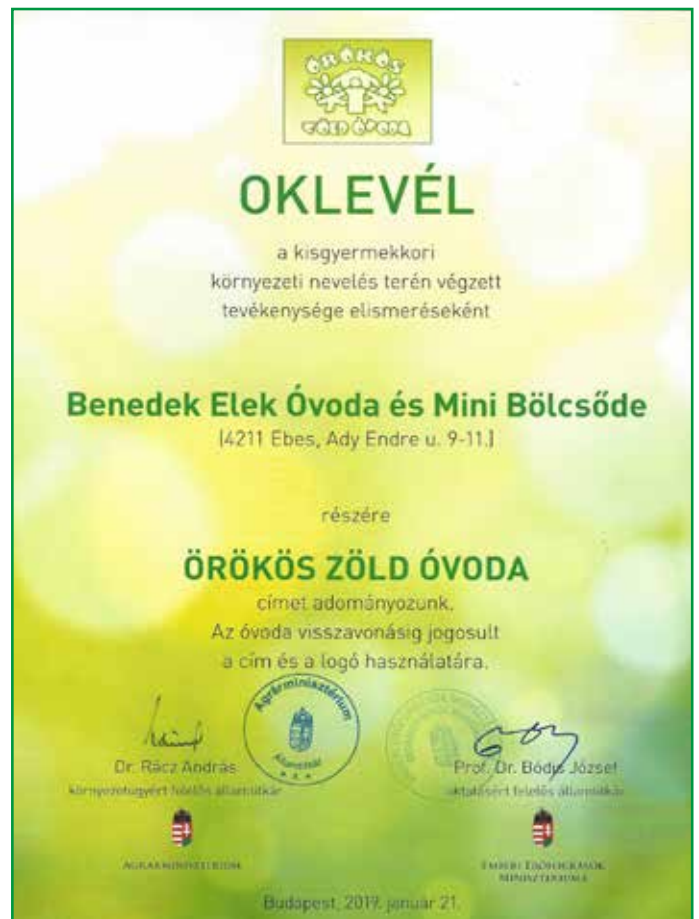 ÖRÖKÖS
ZÖLD ÓVODA
OKLEVÉL
a kisgyermekkori
környezeti nevelés terén végzett
tevékenysége elismeréseként
Benedek Elek Óvoda és Mini Bölcsőde
(4211 Ebes, Ady Endre u. 9-11.)
részére
ÖRÖKÖS ZÖLD ÓVODA
címet adományozunk.
Az óvoda visszavonásig jogosult
a cím és a logó használatára.
Agrárminisztérium
Államtitkár
Dr. Rácz András
környezetügyért felelős államtitkár
AGRÁRMINISZTÉRIUM
Prof. Dr. Bódis József
oktatásért felelős államtitkár
EMBERI ERŐFORRÁSOK
MINISZTÉRIUMA
Budapest, 2019. január 21.